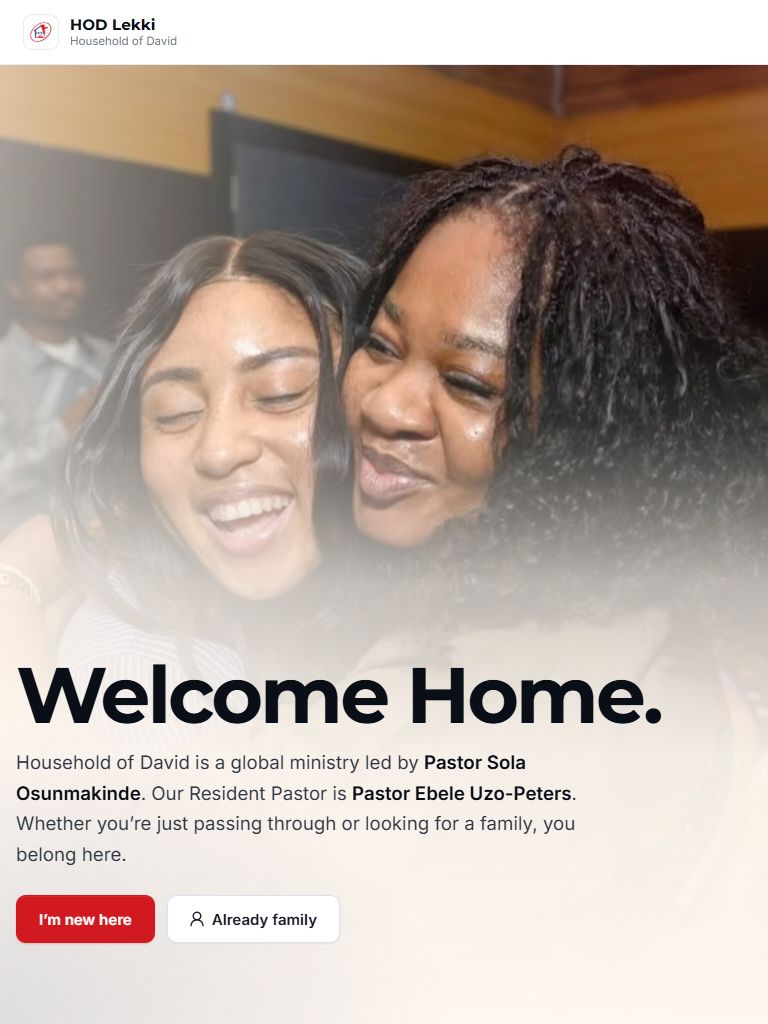 HOD Lekki
Household of David
Welcome Home.
Household of David is a global ministry led by Pastor Sola
Osunmakinde. Our Resident Pastor is Pastor Ebele Uzo-Peters.
Whether you’re just passing through or looking for a family, you
belong here.
I’m new here
Already family